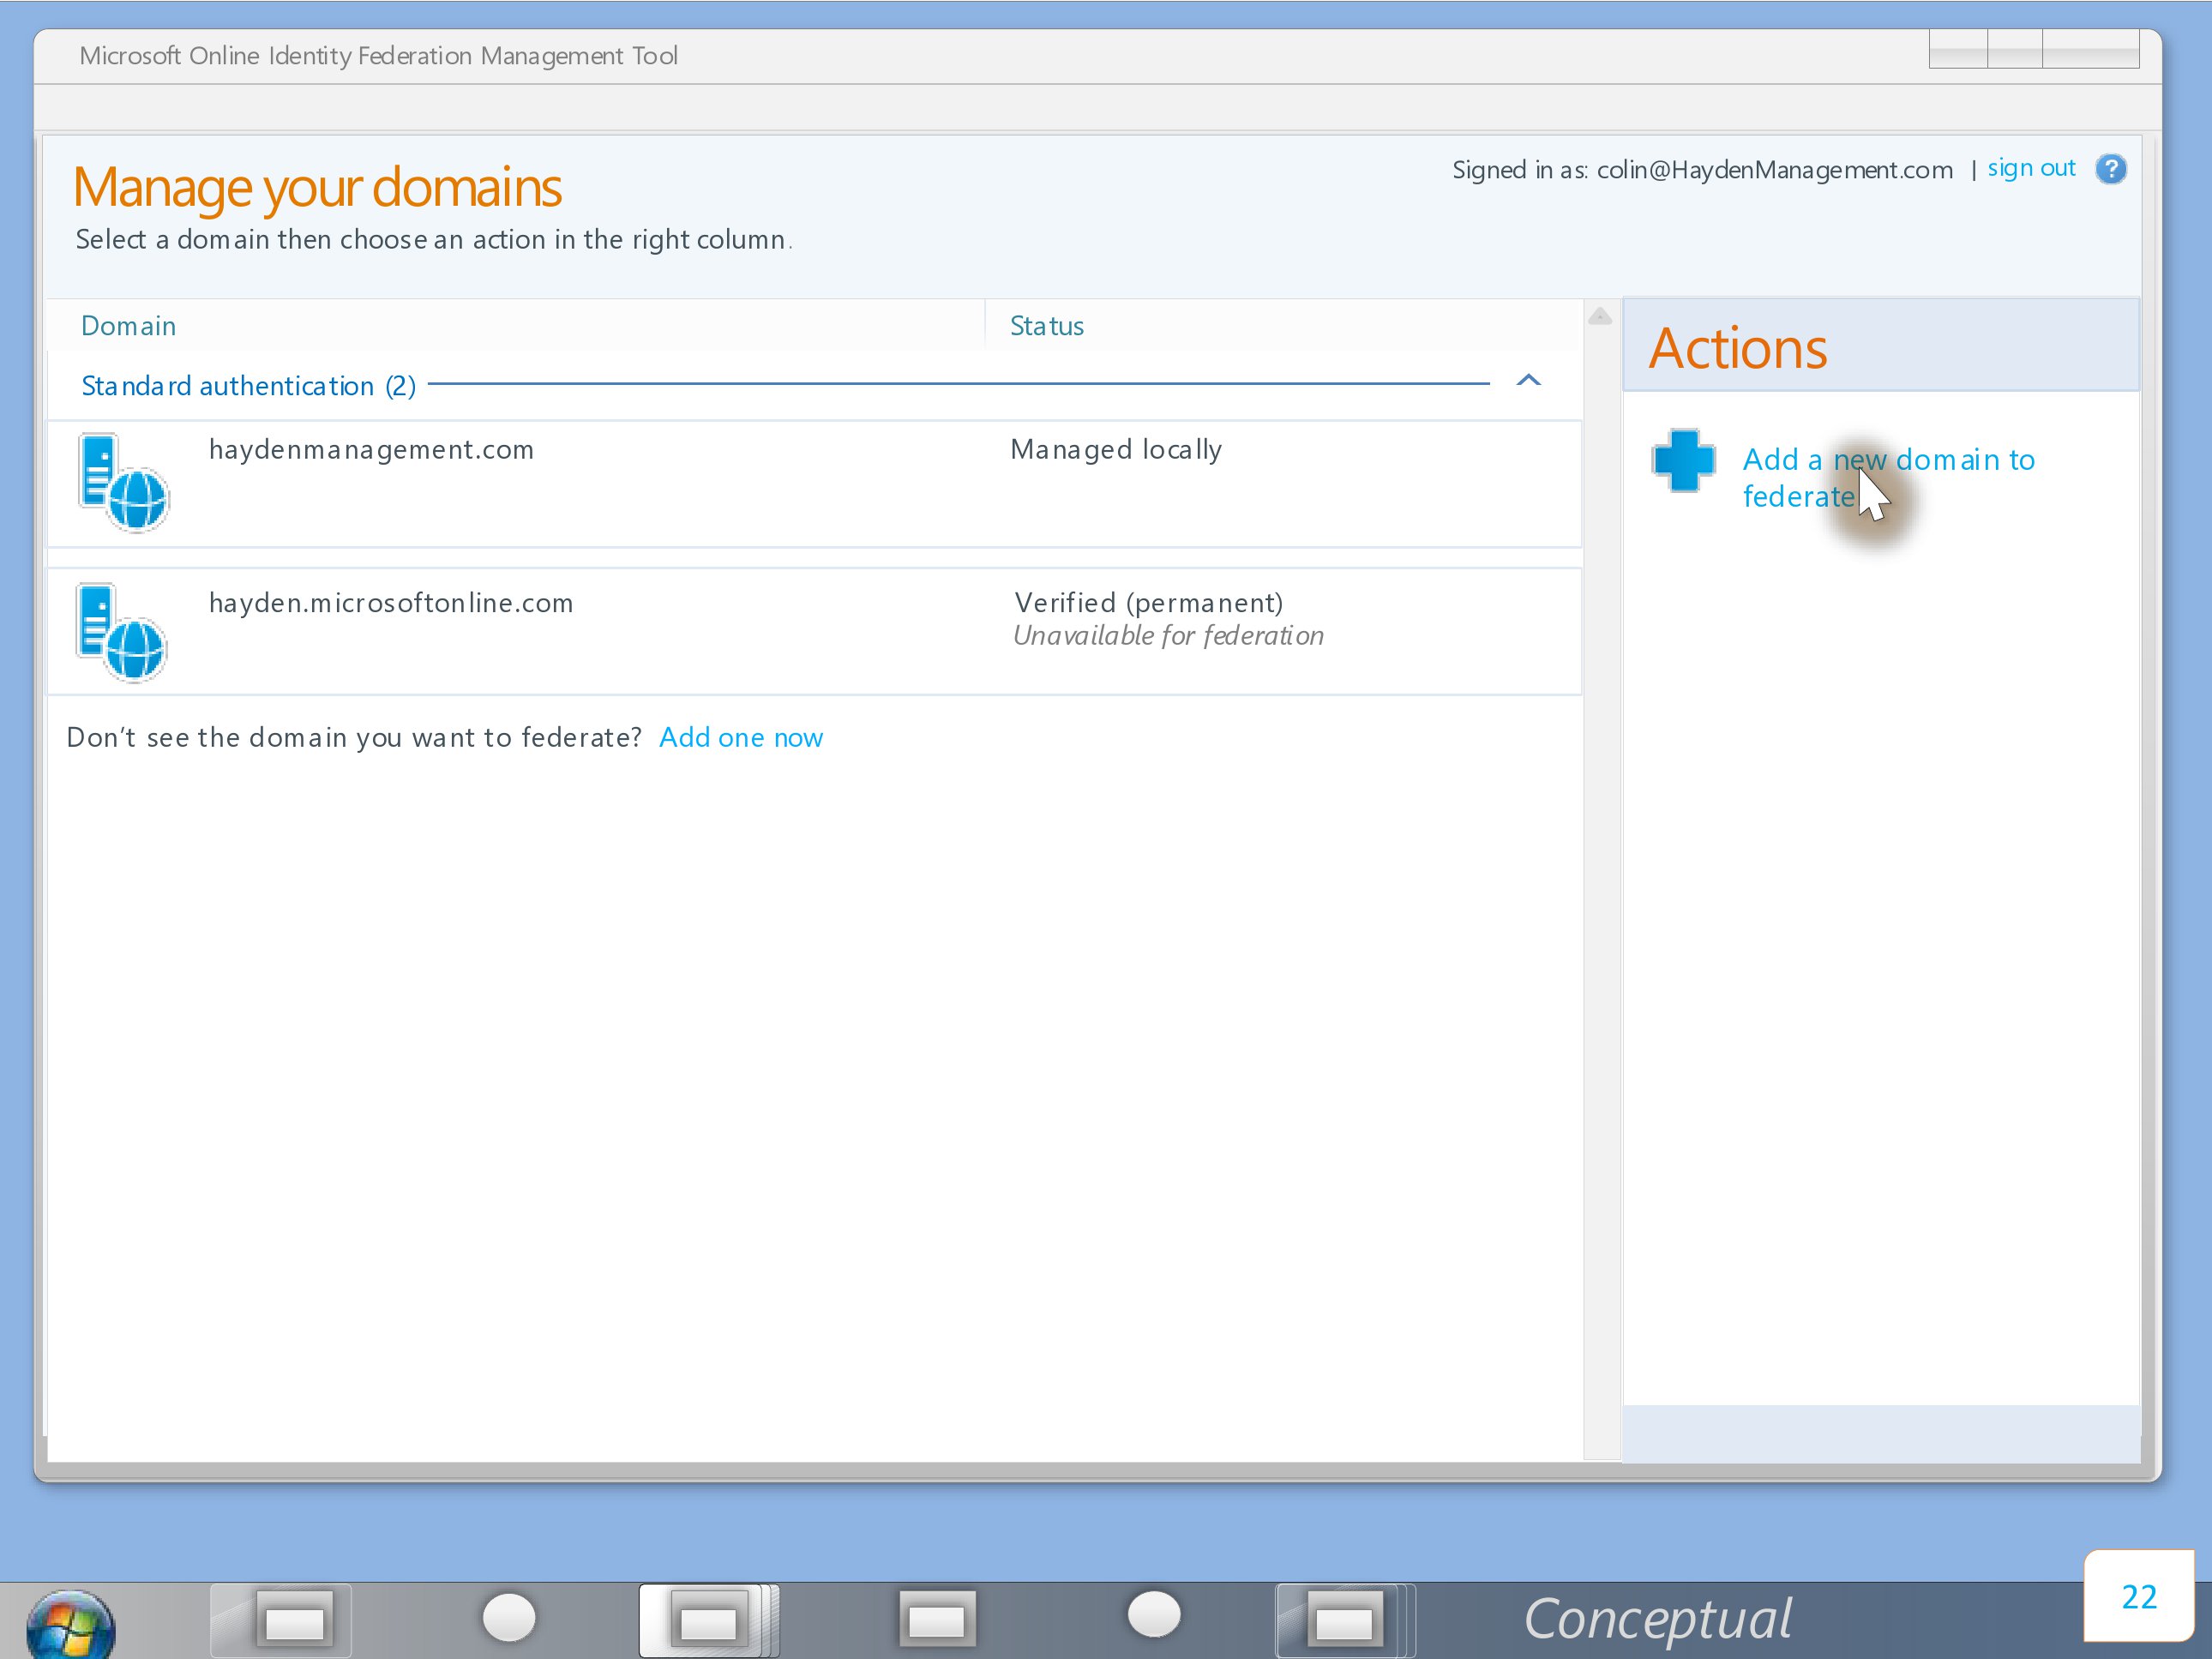 Microsoft Online Identity Federation Management Tool
Manage your domains
Signed in as: colin@HaydenManagement.com | sign out ?
Select a domain then choose an action in the right column.
Domain
Status
Standard authentication (2)
haydenmanagement.com
Managed locally
hayden.microsoftonline.com
Verified (permanent)
Unavailable for federation
Don't see the domain you want to federate? Add one now
Actions
Add a new domain to
federate
Conceptual
22